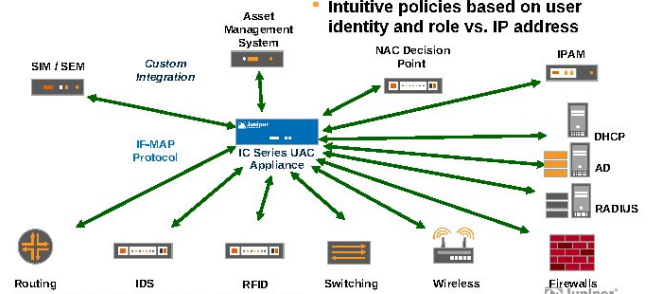 Asset
Management
System
Intuitive policies based on user
identity and role vs. IP address
SIM / SEM
Custom
Integration
NAC Decision
Point
IPAM
Juniper
IF-MAP
Protocol
IC Series UAC
Appliance
DHCP
AD
RADIUS
Routing
IDS
RFID
Switching
Wireless
Firewalls
Juniper